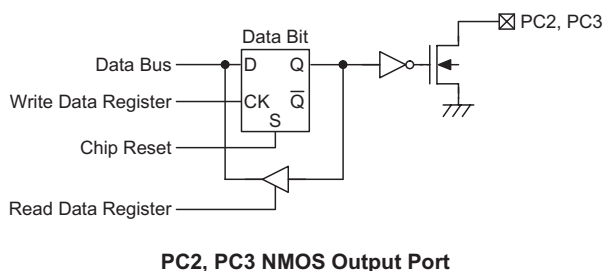 Data Bit
PC2, PC3
Data Bus
D Q
Write Data Register
CK Q̅
S
Chip Reset
Read Data Register
PC2, PC3 NMOS Output Port